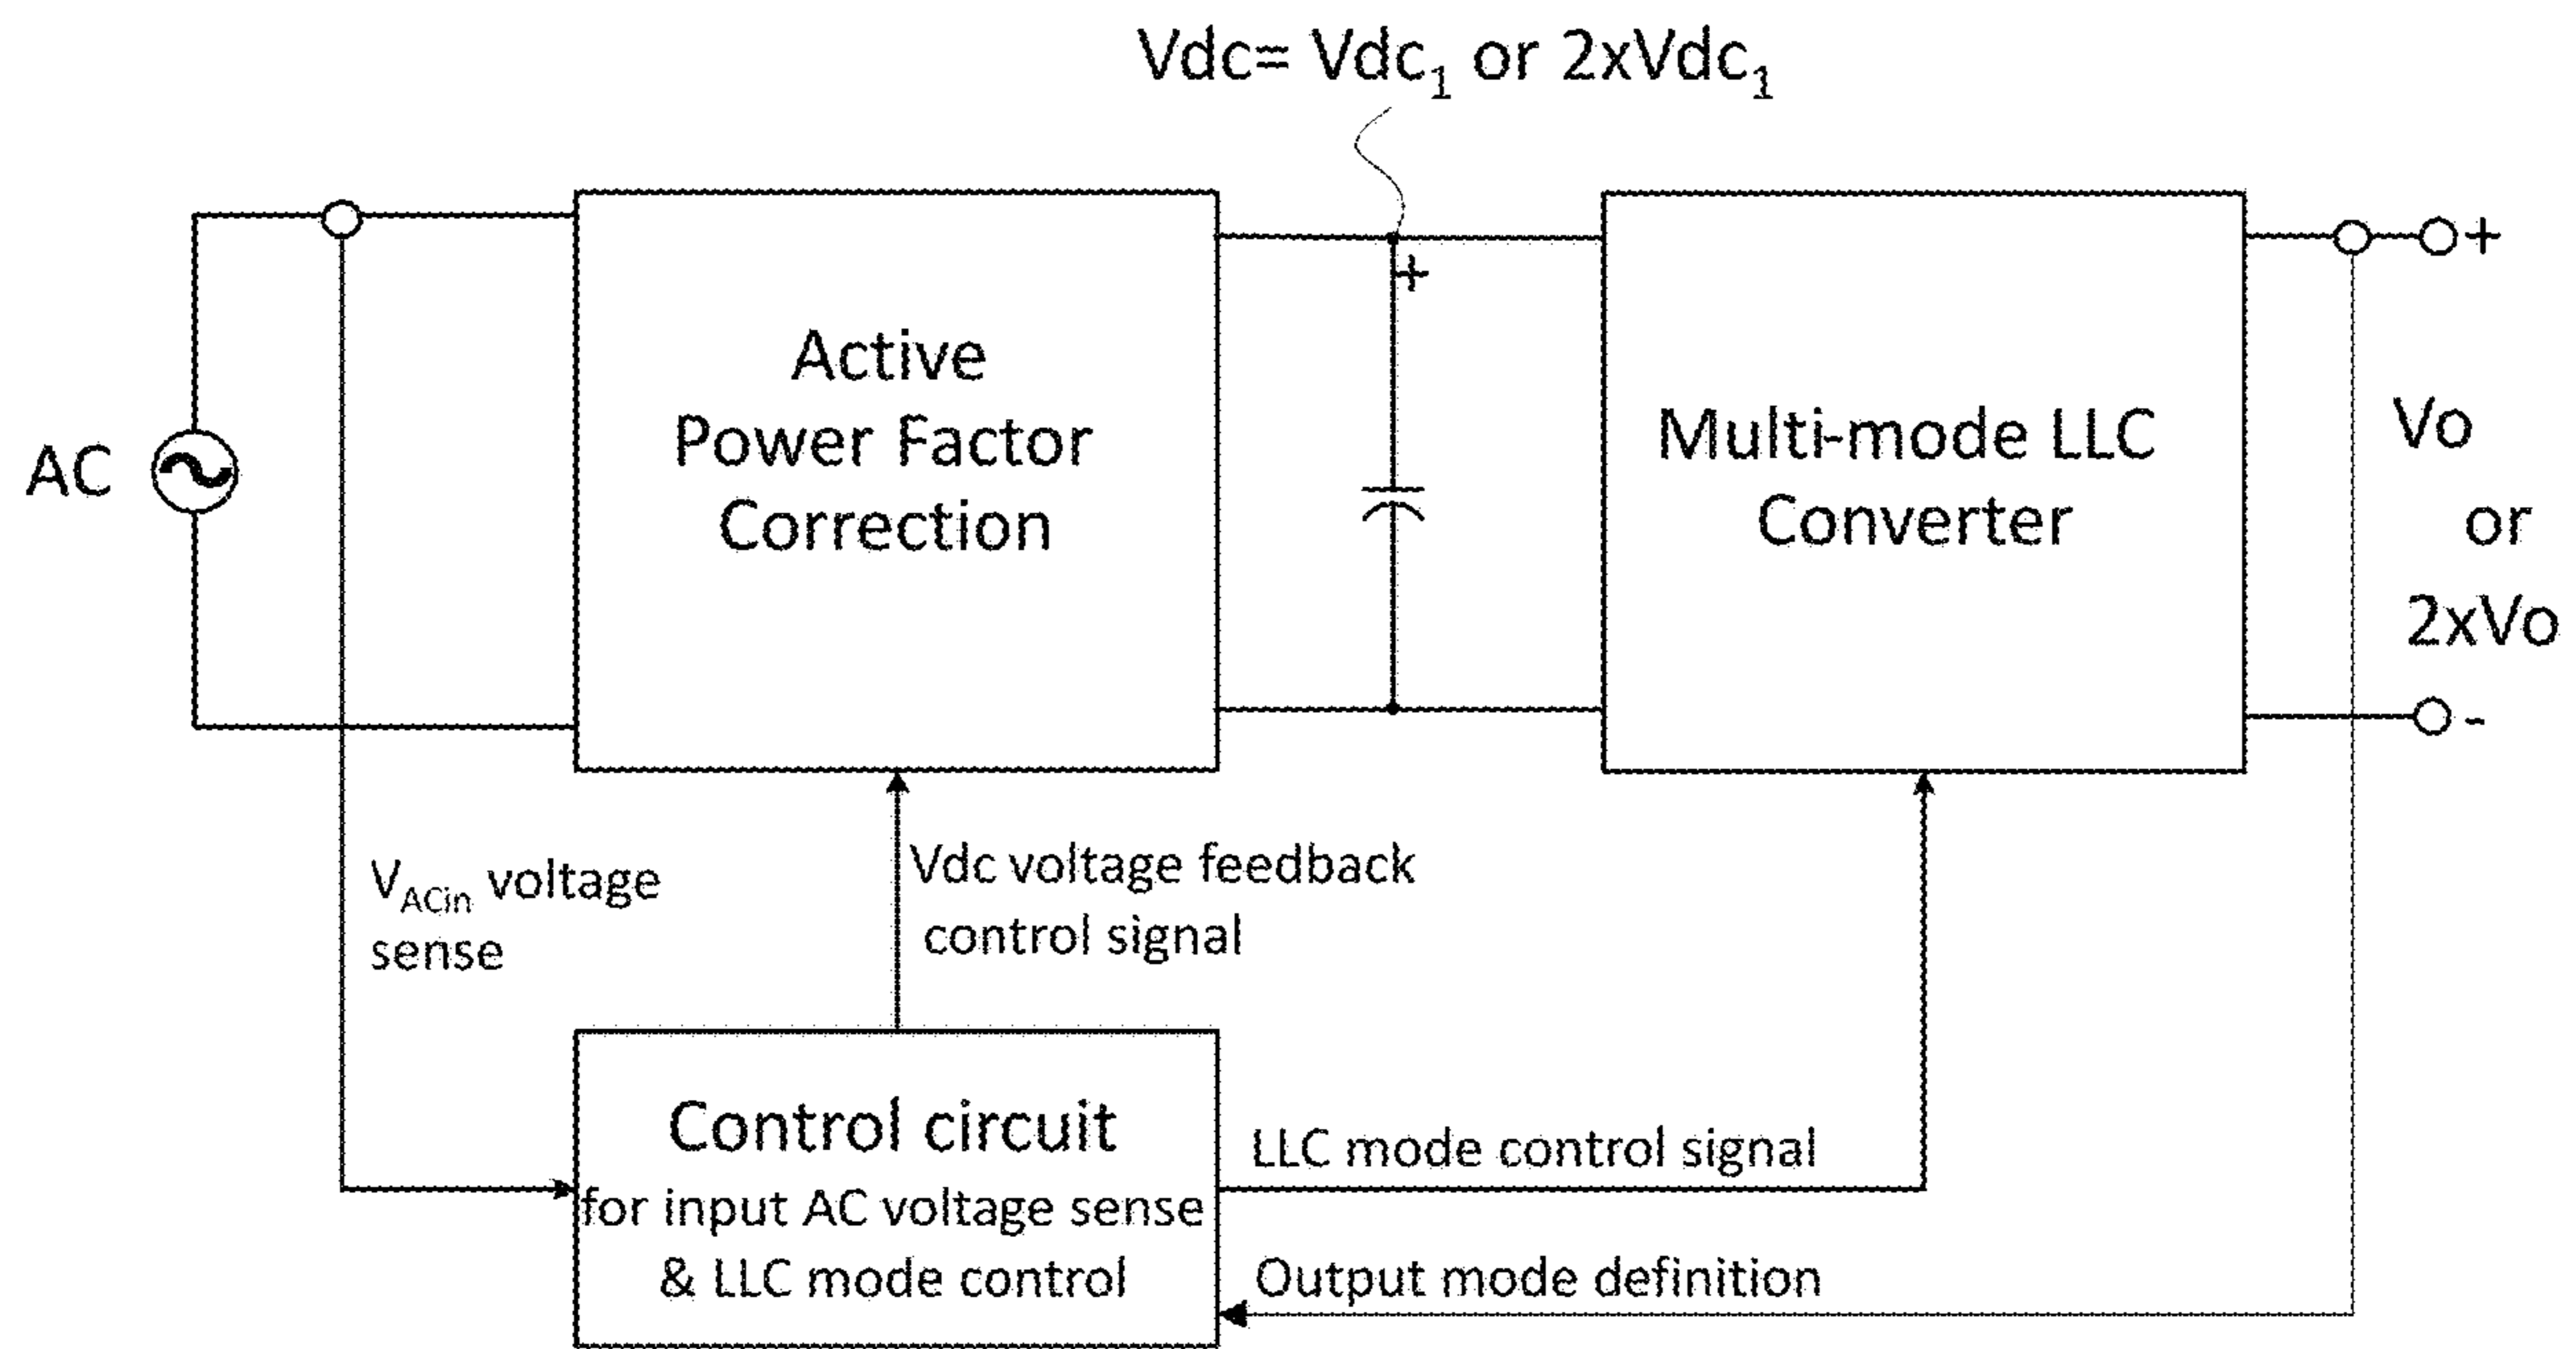 Vdc= Vdc₁ or 2xVdc₁
AC
Active
Power Factor
Correction
+
Multi-mode LLC
Converter
+
Vo
or
2xVo
-
V_ACin voltage
sense
Vdc voltage feedback
control signal
Control circuit
for input AC voltage sense
& LLC mode control
LLC mode control signal
Output mode definition